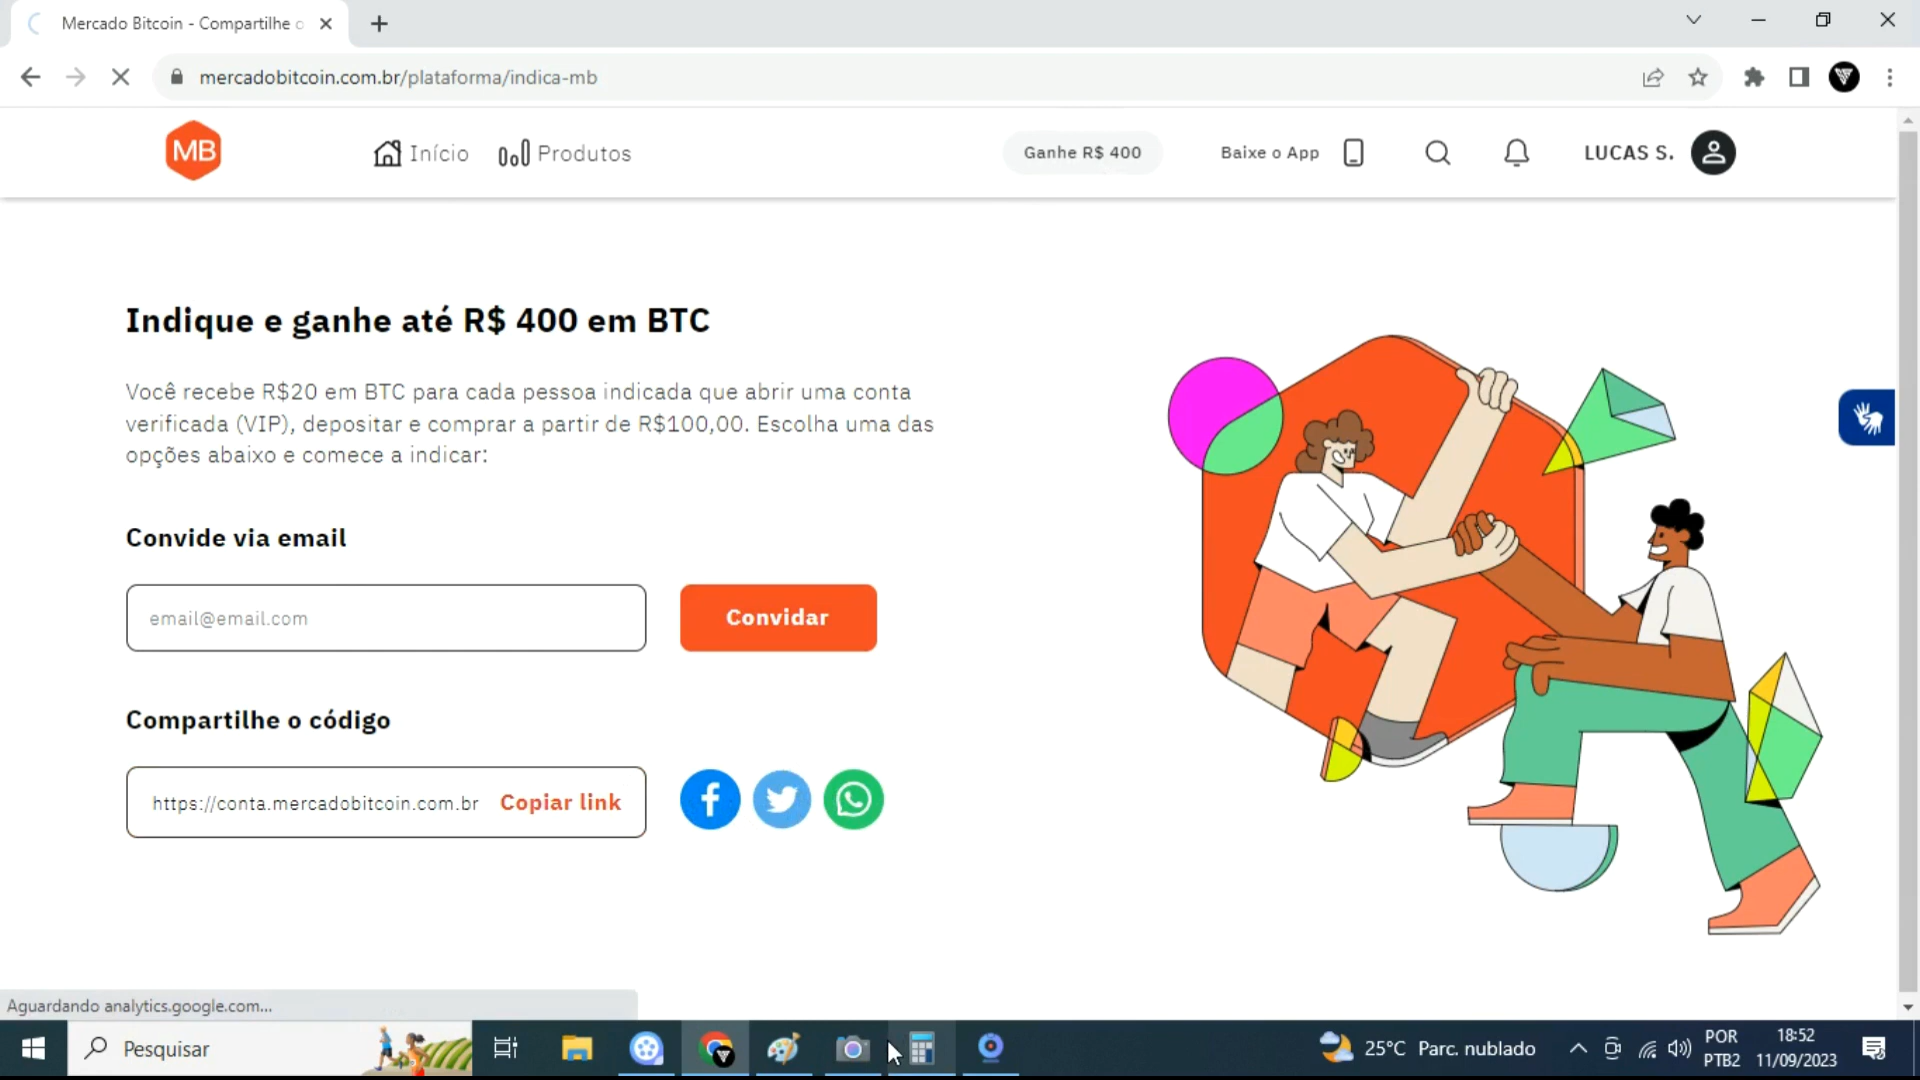 Mercado Bitcoin - Compartilhe o
mercadobitcoin.com.br/plataforma/indica-mb
MB
Início
Produtos
Ganhe R$ 400
Baixe o App
LUCAS S.
Indique e ganhe até R$ 400 em BTC
Você recebe R$20 em BTC para cada pessoa indicada que abrir uma conta
verificada (VIP), depositar e comprar a partir de R$100,00. Escolha uma das
opções abaixo e comece a indicar:
Convide via email
email@email.com
Convidar
Compartilhe o código
https://conta.mercadobitcoin.com.br
Copiar link
Aguardando analytics.google.com...
Pesquisar
25°C Parc. nublado
POR
PTB2
18:52
11/09/2023